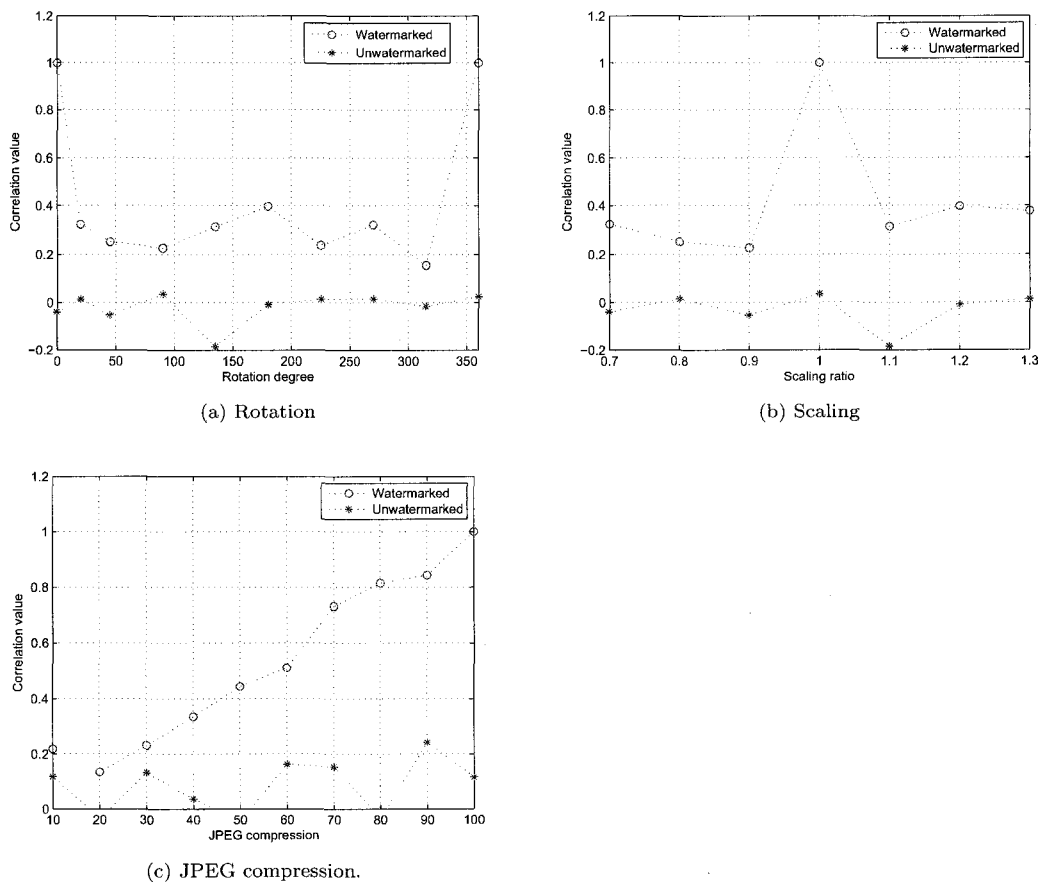 1.2
1
0.8
0.6
0.4
0.2
0
−0.2
Correlation value
Watermarked
Unwatermarked
0 50 100 150 200 250 300 350
Rotation degree
(a) Rotation
1.2
1
0.8
0.6
0.4
0.2
0
−0.2
Correlation value
Watermarked
Unwatermarked
0.7 0.8 0.9 1 1.1 1.2 1.3
Scaling ratio
(b) Scaling
1.2
1
0.8
0.6
0.4
0.2
0
Correlation value
Watermarked
Unwatermarked
10 20 30 40 50 60 70 80 90 100
JPEG compression
(c) JPEG compression.